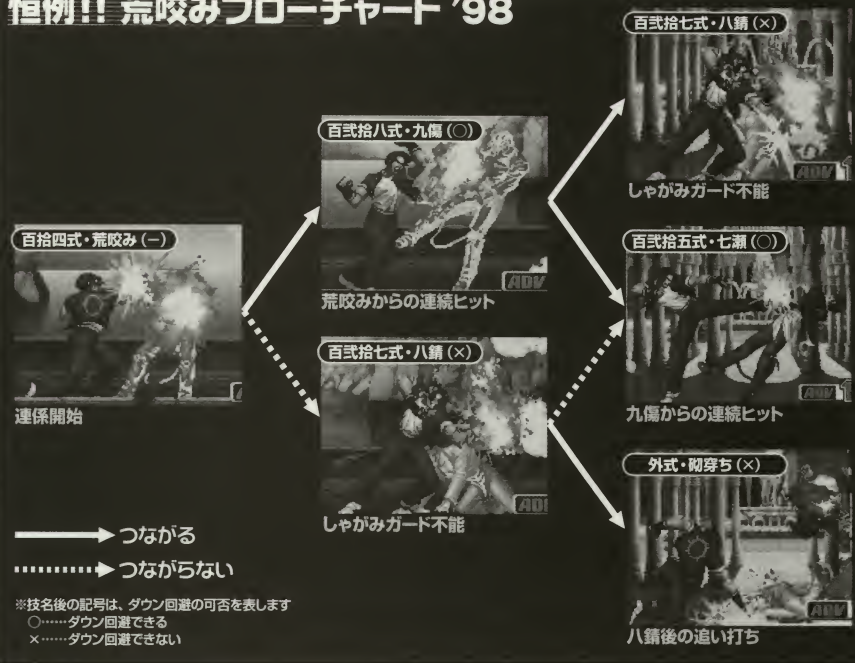 恒例!! 荒咬みフローチャート '98
百拾四式・荒咬み(−)
連係開始
百弐拾八式・九傷(○)
ADV
荒咬みからの連続ヒット
百弐拾七式・八錆(×)
AD
しゃがみガード不能
百弐拾七式・八錆(×)
ADV 1
しゃがみガード不能
百弐拾五式・七瀬(○)
ADV 1
九傷からの連続ヒット
外式・砌穿ち(×)
ADV
八錆後の追い打ち
つながる
つながらない
※技名後の記号は、ダウン回避の可否を表します
○……ダウン回避できる
×……ダウン回避できない